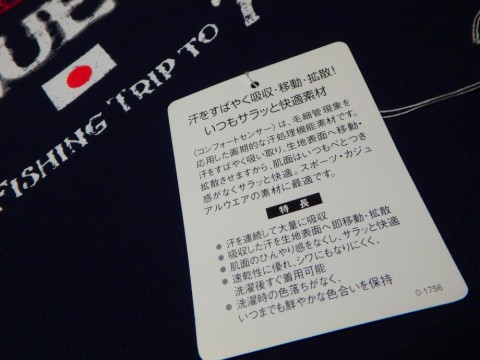 UE
FISHING TRIP TO
汗をすばやく吸収・移動・拡散!
いつもサラッと快適素材
〈コンフォートセンサー〉は、毛細管現象を
応用した画期的な汗処理機能素材です。
汗をすばやく吸い取り、生地表面へ移動・
拡散させますから、肌面はいつもべとつき
感がなくサラッと快適。スポーツ・カジュ
アルウエアの素材に最適です。
特長
● 汗を連続して大量に吸収
● 吸収した汗を生地表面へ即移動・拡散
● 肌面のひんやり感をなくし、サラッと快適
● 速乾性に優れ、シワにもなりにくく、
洗濯後すぐ着用可能
● 洗濯時の色落ちがなく、
いつまでも鮮やかな色合いを保持
0-1756